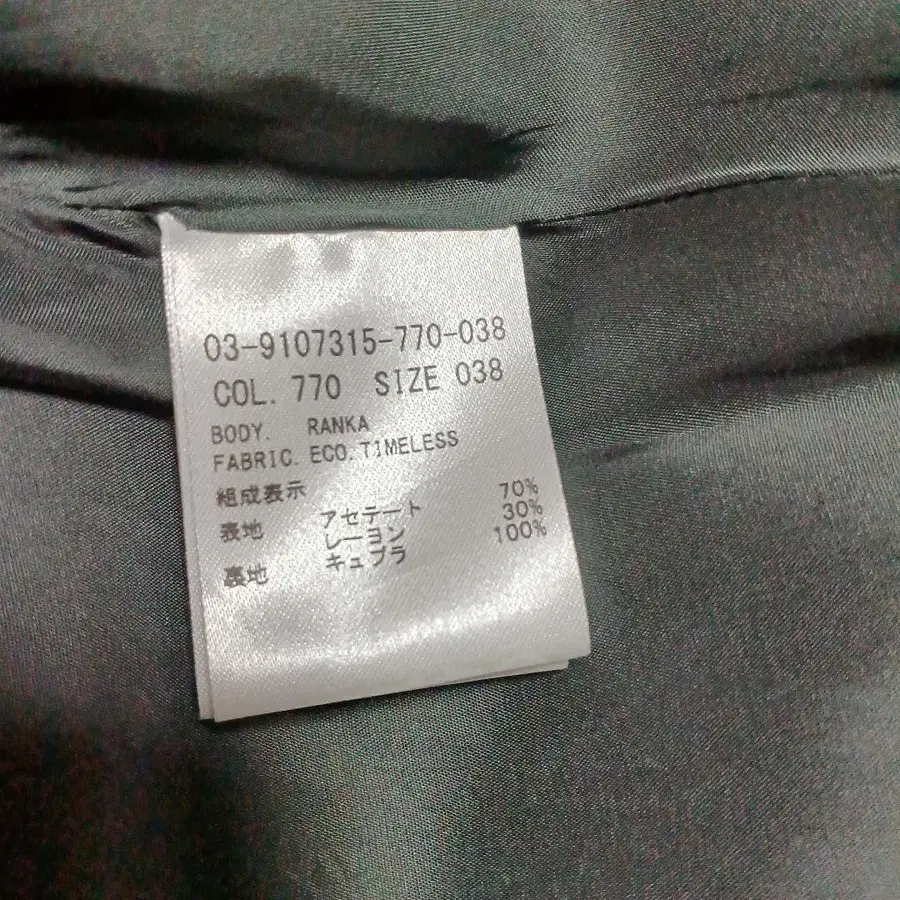 03-9107315-770-038
COL. 770 SIZE 038
BODY. RANKA
FABRIC. ECO. TIMELESS
組成表示
表地 アセテート 70%
レーヨン 30%
裏地 キュプラ 100%